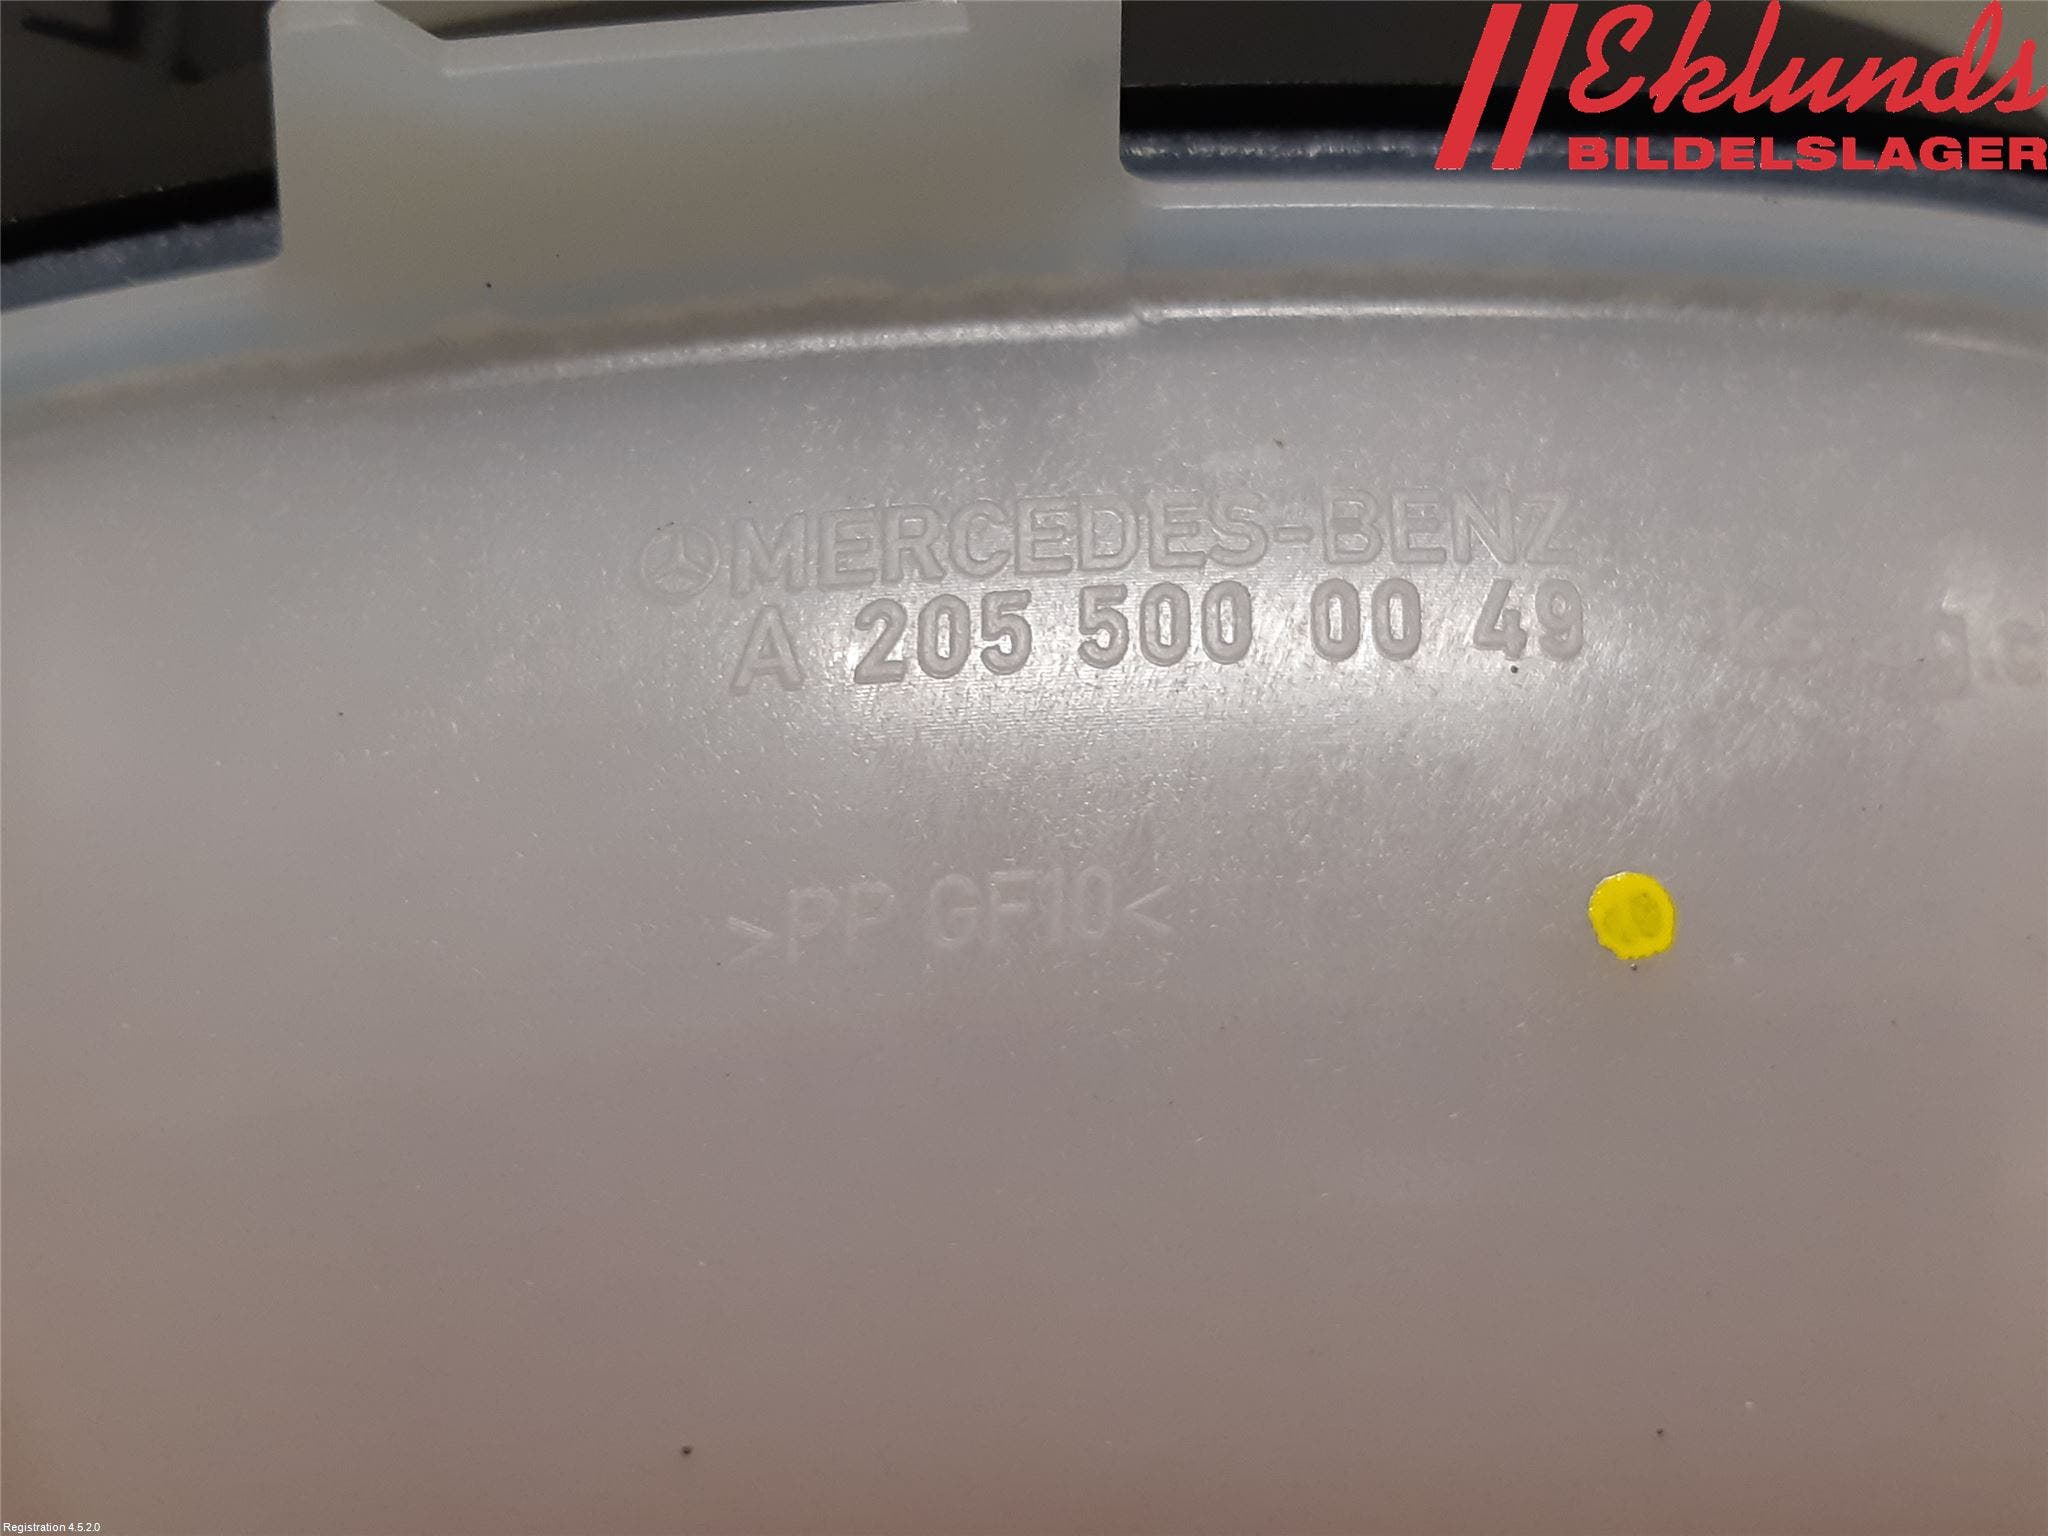 Eklunds
BILDELSLAGER
MERCEDES-BENZ
A 205 500 00 49
>PP GF10<
Registration 4.5.2.0